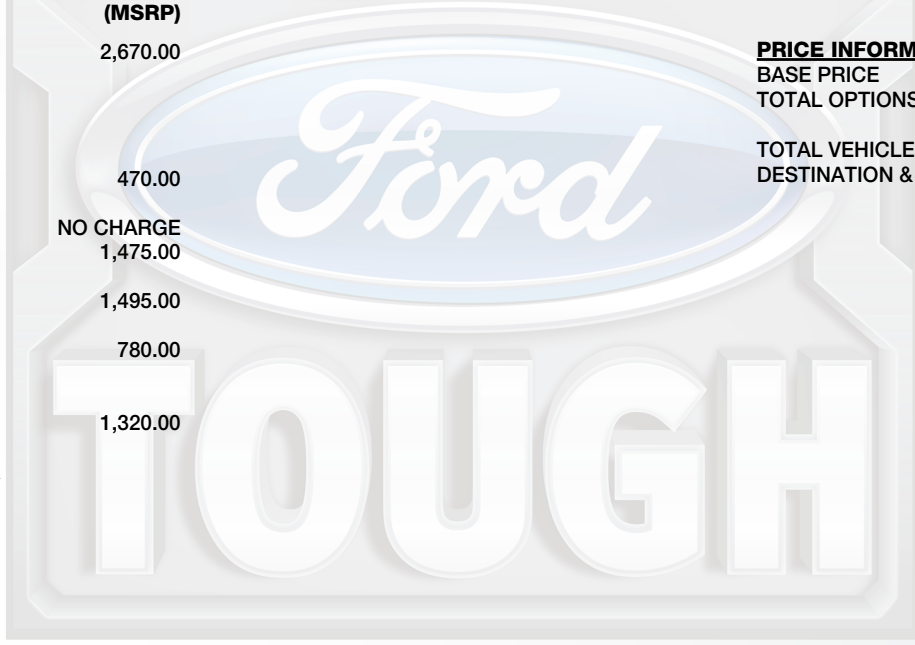 (MSRP)
2,670.00
470.00
NO CHARGE
1,475.00
1,495.00
780.00
1,320.00
PRICE INFORM
BASE PRICE
TOTAL OPTIONS
TOTAL VEHICLE
DESTINATION &
Ford
TOUGH